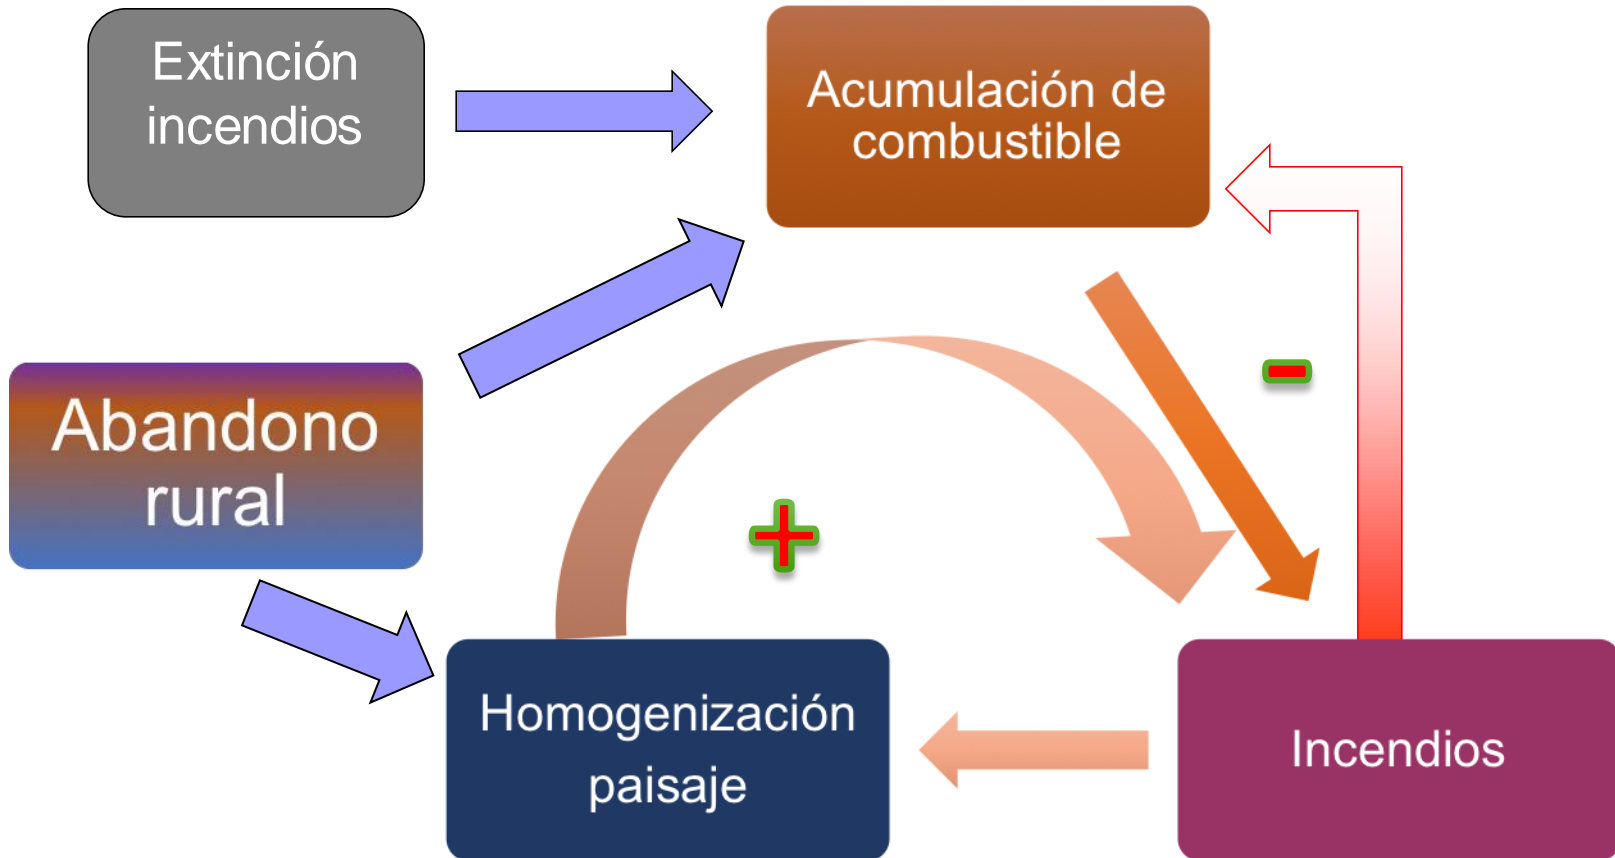 Extinción
incendios
Acumulación de
combustible
Abandono
rural
Homogenización
paisaje
Incendios